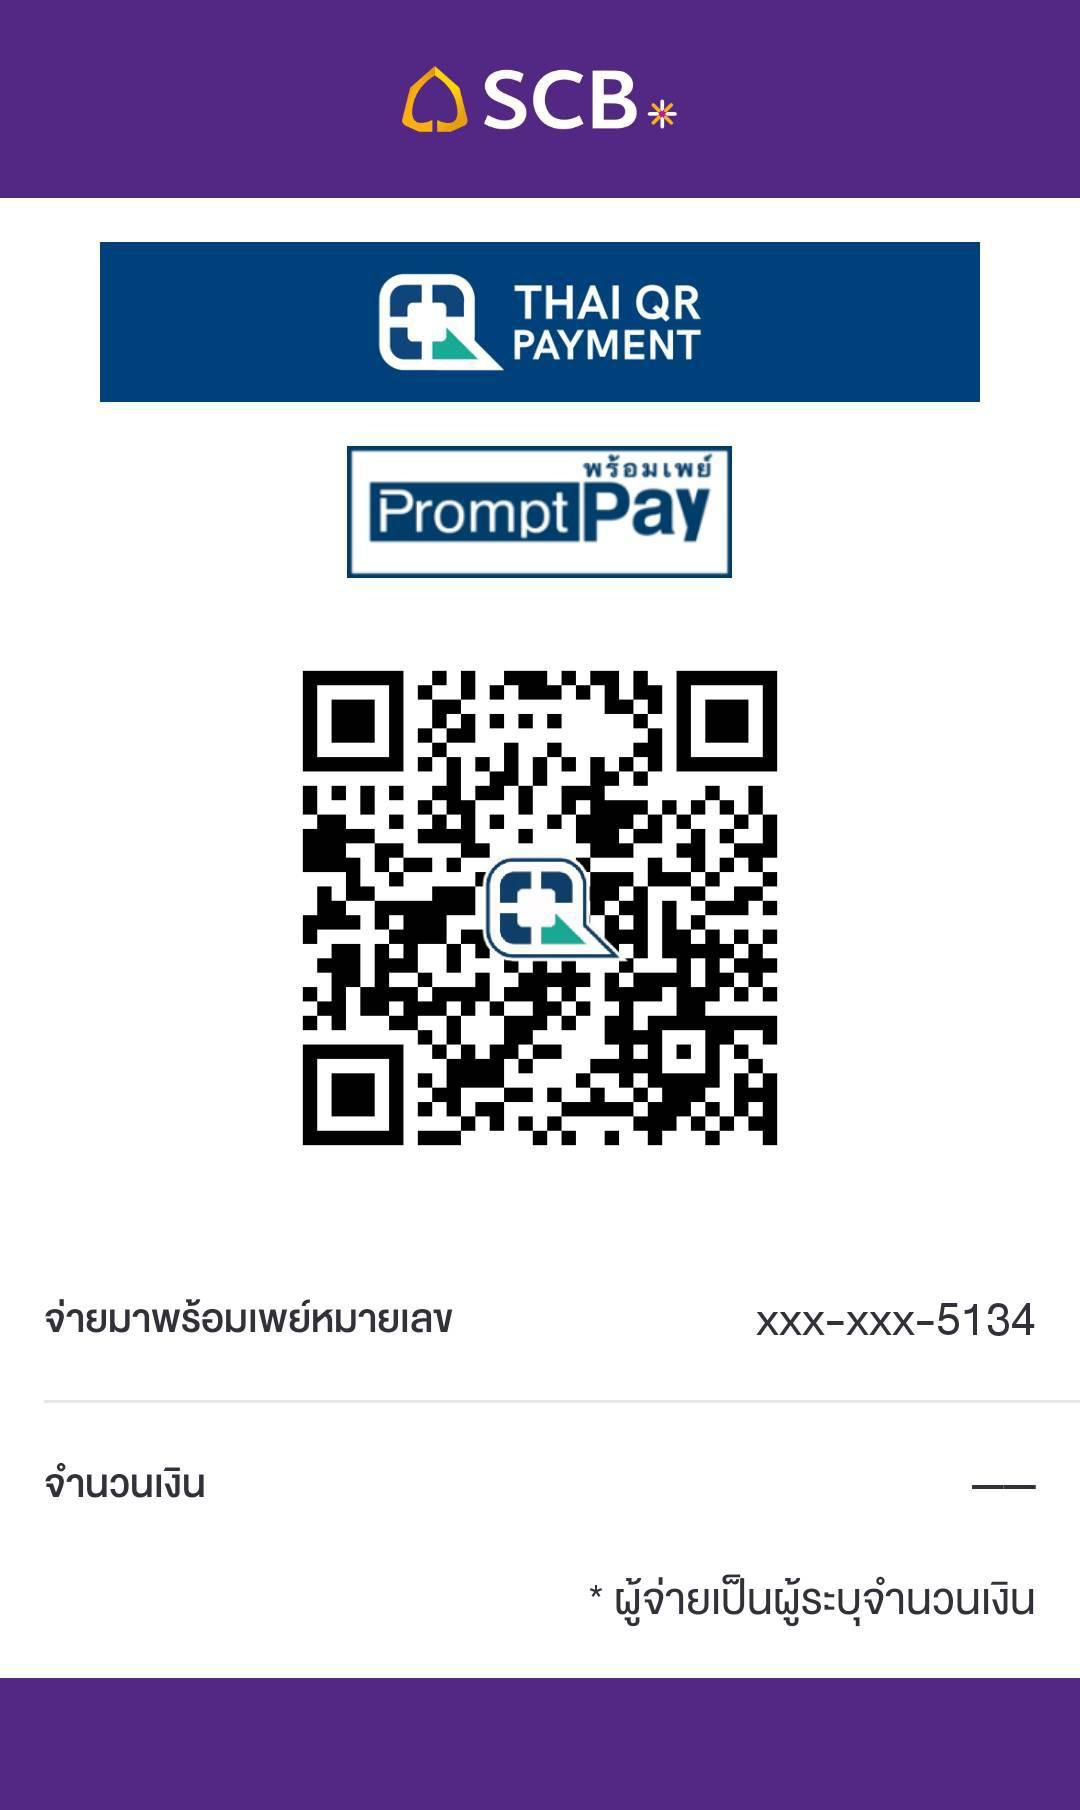 SCB
THAI QR
PAYMENT
พร้อมเพย์
PromptPay
จ่ายมาพร้อมเพย์หมายเลข xxx-xxx-5134
จำนวนเงิน ——
* ผู้จ่ายเป็นผู้ระบุจำนวนเงิน